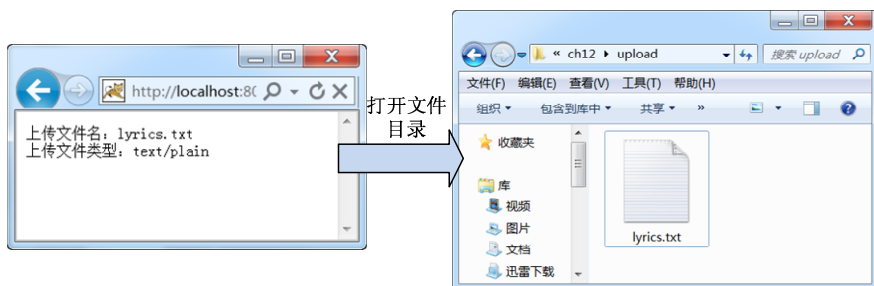 http://localhost:80
上传文件名：lyrics.txt
上传文件类型：text/plain
打开文件
目录
« ch12 ▸ upload
搜索 upload
文件(F) 编辑(E) 查看(V) 工具(T) 帮助(H)
组织 包含到库中 共享 »
收藏夹
库
视频
图片
文档
迅雷下载
lyrics.txt